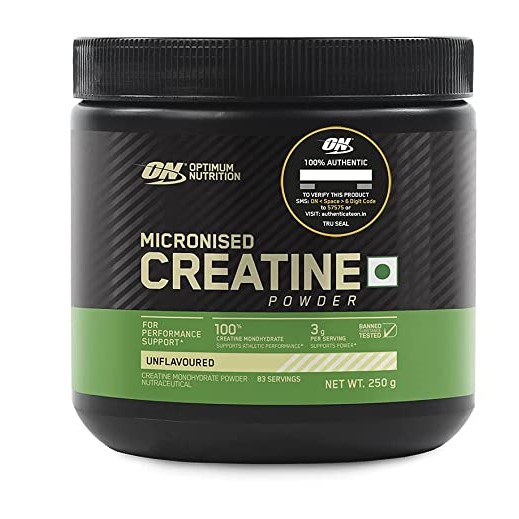 ON
100% AUTHENTIC
TO VERIFY THIS PRODUCT
SMS: ON < Space > 6 Digit Code
to 57575 or
VISIT: authenticateon.in
TRU SEAL
ON OPTIMUM
NUTRITION
MICRONISED
CREATINE
POWDER
FOR
PERFORMANCE
SUPPORT*
100%
CREATINE MONOHYDRATE
SUPPORTS ATHLETIC PERFORMANCE*
3g
PER SERVING
SUPPORTS POWER*
BANNED
SUBSTANCE
TESTED
UNFLAVOURED
CREATINE MONOHYDRATE POWDER
NUTRACEUTICAL
83 SERVINGS
NET WT. 250 g